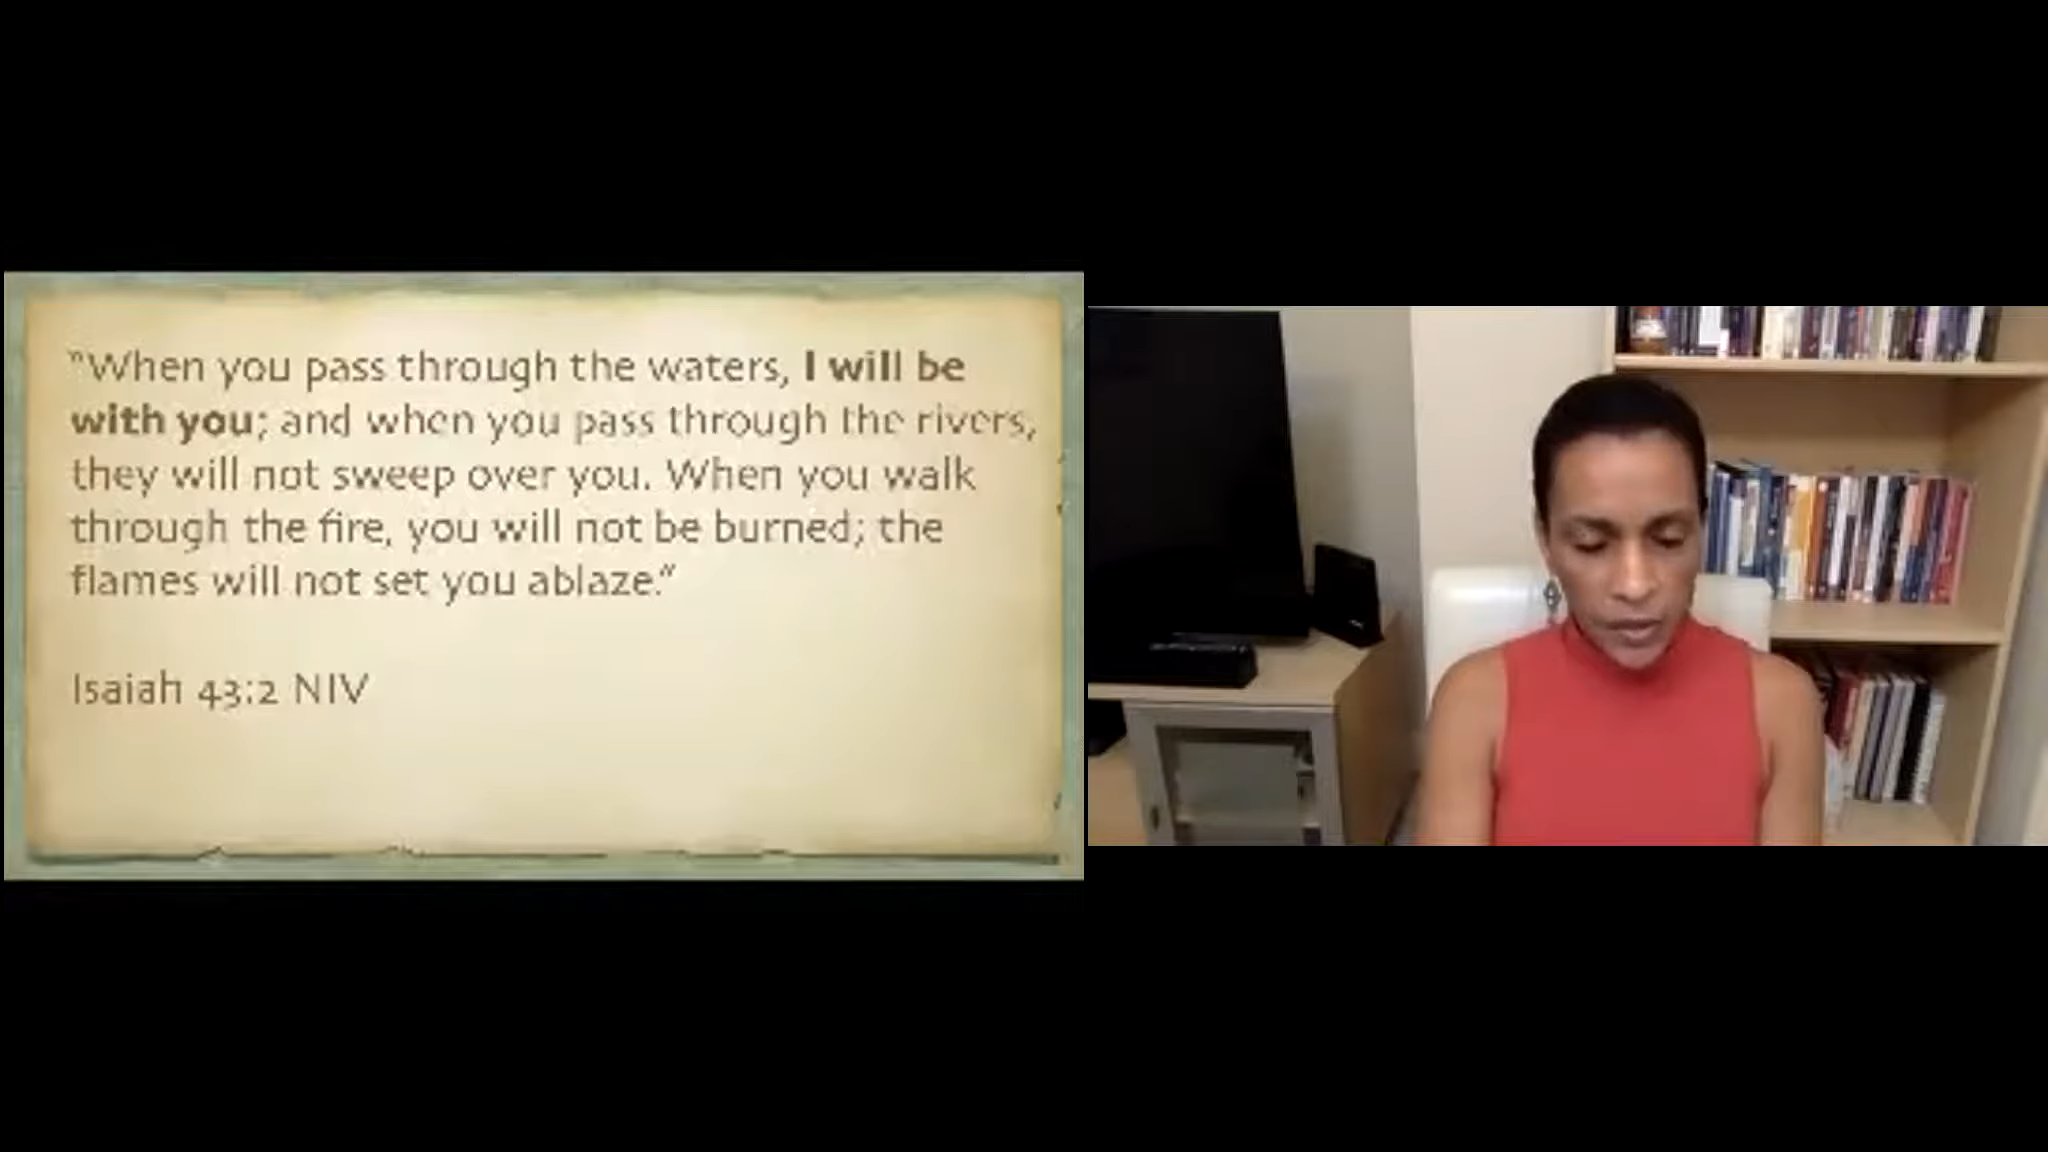 "When you pass through the waters, I will be
with you; and when you pass through the rivers,
they will not sweep over you. When you walk
through the fire, you will not be burned; the
flames will not set you ablaze."
Isaiah 43:2 NIV